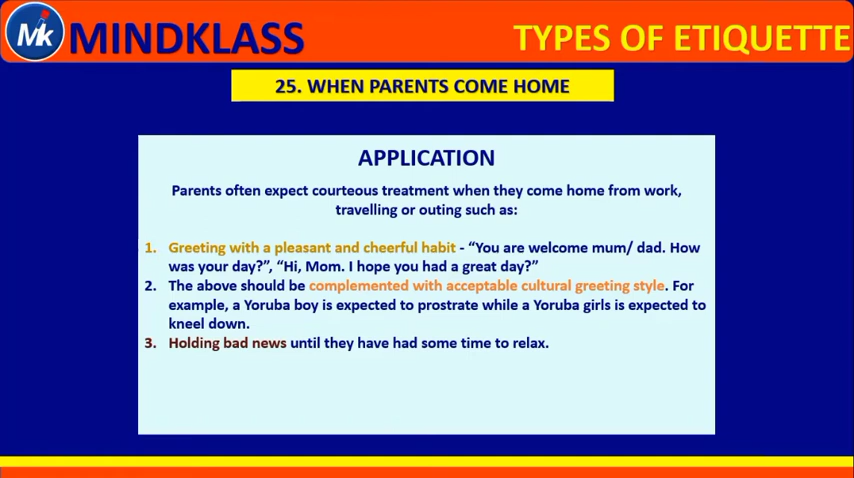 Mk MINDKLASS
TYPES OF ETIQUETTE
25. WHEN PARENTS COME HOME
APPLICATION
Parents often expect courteous treatment when they come home from work,
travelling or outing such as:
1. Greeting with a pleasant and cheerful habit - “You are welcome mum/ dad. How
was your day?”, “Hi, Mom. I hope you had a great day?”
2. The above should be complemented with acceptable cultural greeting style. For
example, a Yoruba boy is expected to prostrate while a Yoruba girls is expected to
kneel down.
3. Holding bad news until they have had some time to relax.